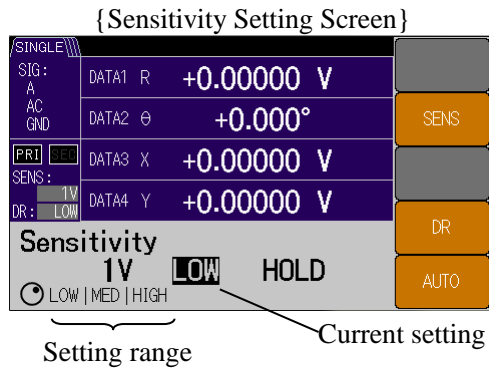 {Sensitivity Setting Screen}
SINGLE
SIG:
A
AC
GND
DATA1 R +0.00000 V
DATA2 θ +0.000°
SENS
PRI SEC
DATA3 X +0.00000 V
SENS:
1V
DR: LOW
DATA4 Y +0.00000 V
DR
Sensitivity
1V LOW HOLD
AUTO
LOW | MED | HIGH
Current setting
Setting range